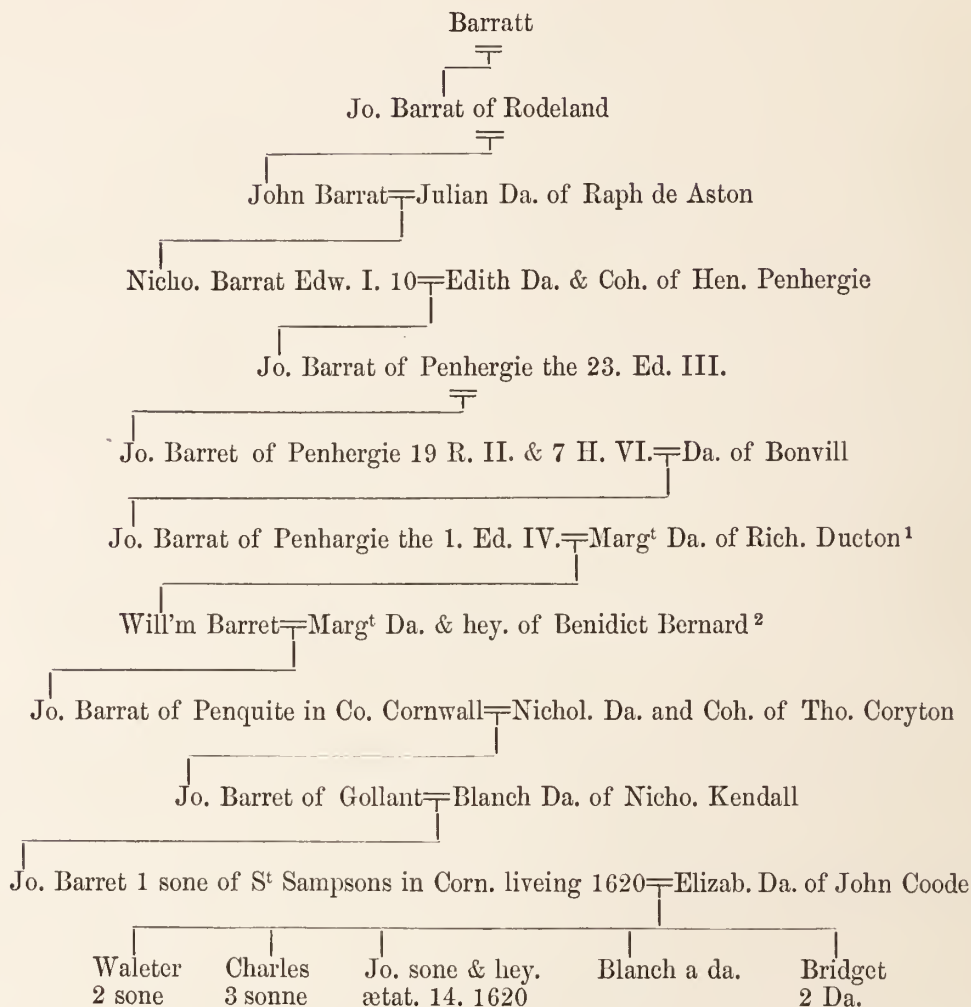 Barratt
Jo. Barrat of Rodeland
John Barrat Julian Da. of Raph de Aston
Nicho. Barrat Edw. I. 10 Edith Da. & Coh. of Hen. Penhergie
Jo. Barrat of Penhergie the 23. Ed. III.
Jo. Barret of Penhergie 19 R. II. & 7 H. VI. Da. of Bonvill
Jo. Barrat of Penhargie the 1. Ed. IV. Margᵗ Da. of Rich. Ducton ¹
Will'm Barret Margᵗ Da. & hey. of Benidict Bernard ²
Jo. Barrat of Penquite in Co. Cornwall Nichol. Da. and Coh. of Tho. Coryton
Jo. Barret of Gollant Blanch Da. of Nicho. Kendall
Jo. Barret 1 sone of Sᵗ Sampsons in Corn. liveing 1620 Elizab. Da. of John Coode
Waleter Charles Jo. sone & hey. Blanch a da. Bridget
2 sone 3 sonne ætat. 14. 1620 2 Da.